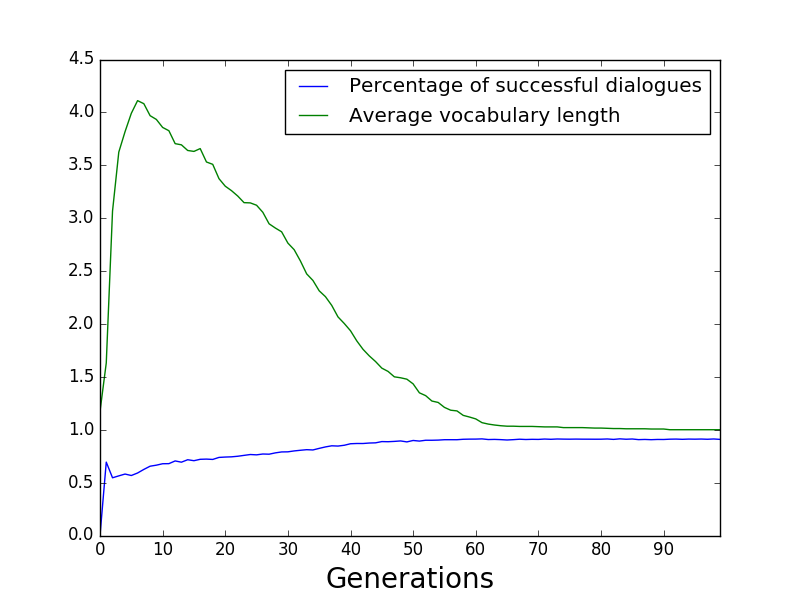 4.5
4.0
3.5
3.0
2.5
2.0
1.5
1.0
0.5
0.0
Percentage of successful dialogues
Average vocabulary length
0 10 20 30 40 50 60 70 80 90
Generations